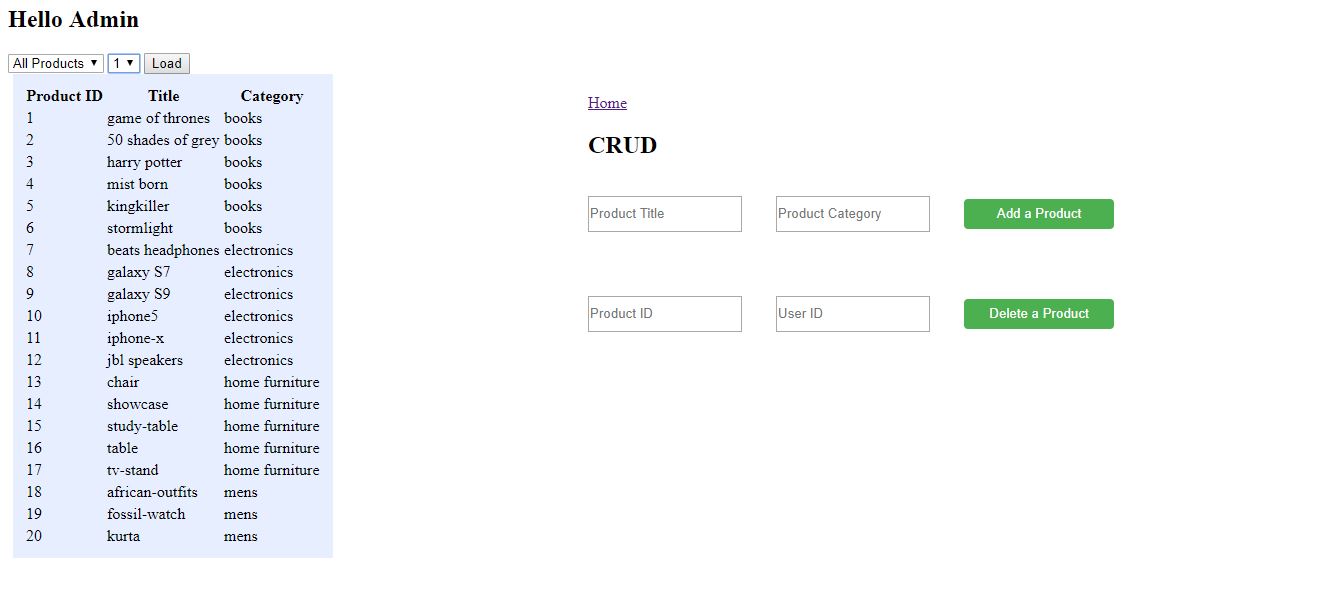 Hello Admin
All Products 1 Load
Product ID Title Category
1 game of thrones books
2 50 shades of grey books
3 harry potter books
4 mist born books
5 kingkiller books
6 stormlight books
7 beats headphones electronics
8 galaxy S7 electronics
9 galaxy S9 electronics
10 iphone5 electronics
11 iphone-x electronics
12 jbl speakers electronics
13 chair home furniture
14 showcase home furniture
15 study-table home furniture
16 table home furniture
17 tv-stand home furniture
18 african-outfits mens
19 fossil-watch mens
20 kurta mens
Home
CRUD
Product Title Product Category Add a Product
Product ID User ID Delete a Product